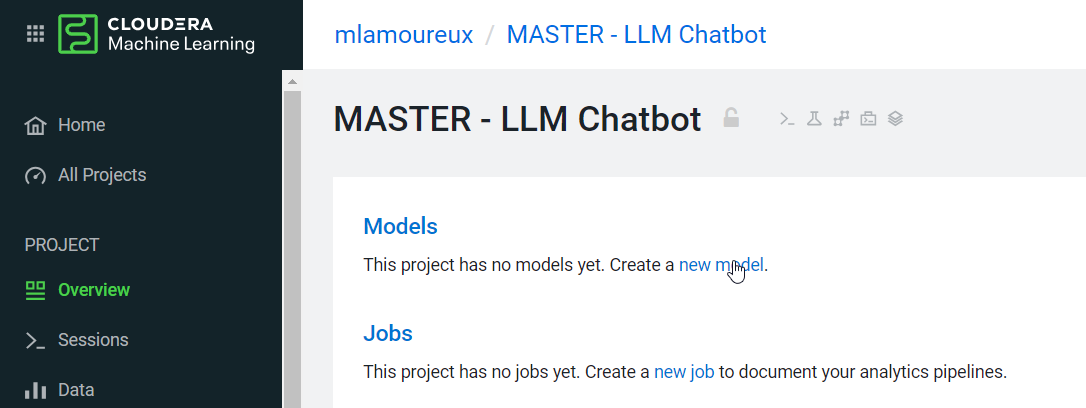 CLOUDERA
Machine Learning
Home
All Projects
PROJECT
Overview
Sessions
Data
mlamoureux / MASTER - LLM Chatbot
MASTER - LLM Chatbot
Models
This project has no models yet. Create a new model.
Jobs
This project has no jobs yet. Create a new job to document your analytics pipelines.